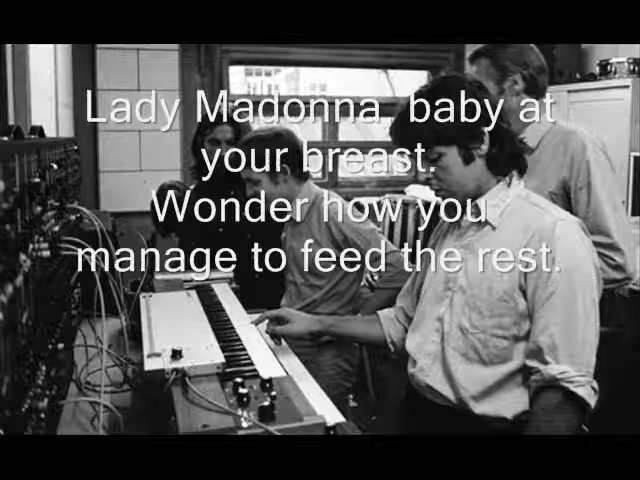 Lady Madonna, baby at
your breast.
Wonder how you
manage to feed the rest.